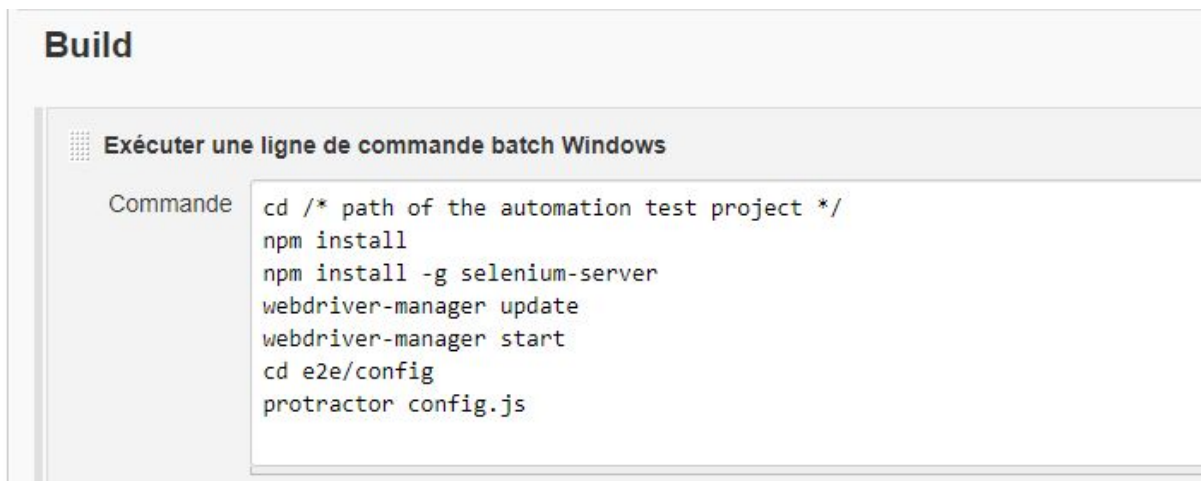 Build
Exécuter une ligne de commande batch Windows
Commande
cd /* path of the automation test project */
npm install
npm install -g selenium-server
webdriver-manager update
webdriver-manager start
cd e2e/config
protractor config.js